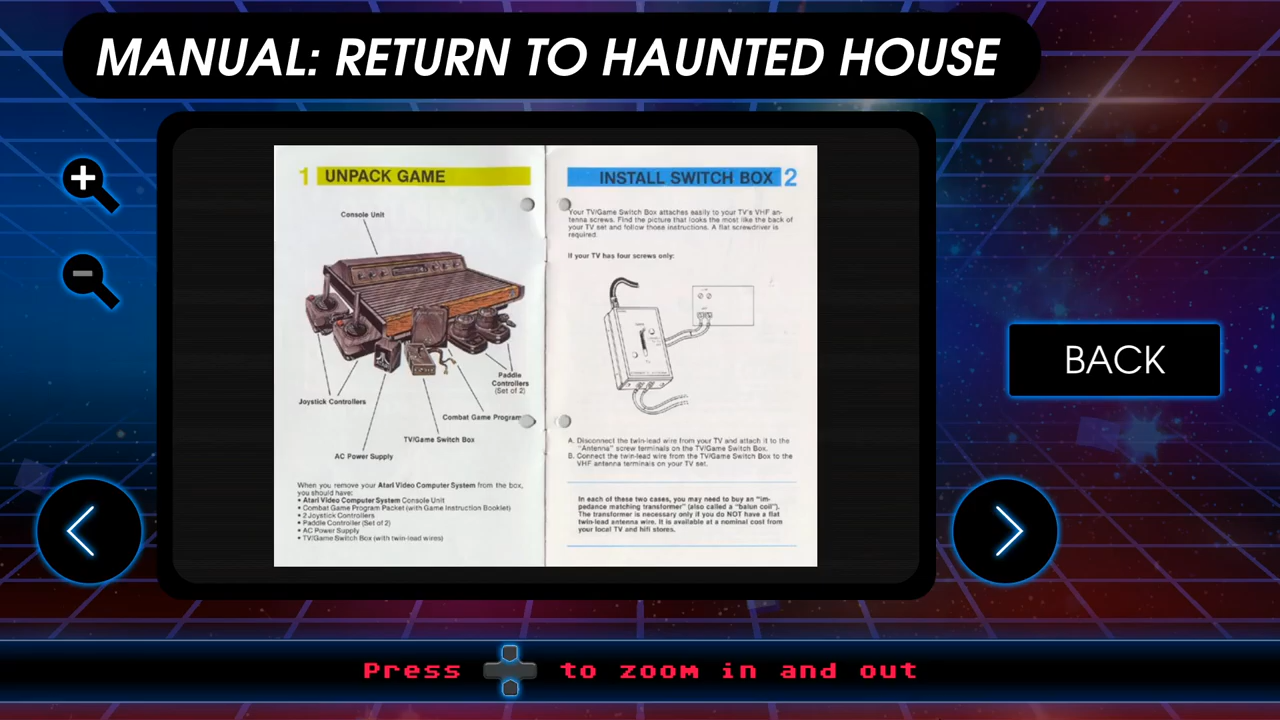 MANUAL: RETURN TO HAUNTED HOUSE
1 UNPACK GAME
Console Unit
Joystick Controllers
Paddle
Controllers
(Set of 2)
Combat Game Program
TV/Game Switch Box
AC Power Supply
When you remove your Atari Video Computer System from the box,
you should have:
• Atari Video Computer System Console Unit
• Combat Game Program Packet (with Game Instruction Booklet)
• 2 Joystick Controllers
• Paddle Controller (Set of 2)
• AC Power Supply
• TV/Game Switch Box (with twin-lead wires)
INSTALL SWITCH BOX 2
Your TV/Game Switch Box attaches easily to your TV's VHF an-
tenna screws. Find the picture that looks the most like the back of
your TV set and follow those instructions. A flat screwdriver is
required.
If your TV has four screws only:
A. Disconnect the twin-lead wire from your TV and attach it to the
"Antenna" screw terminals on the TV/Game Switch Box.
B. Connect the twin-lead wire from the TV/Game Switch Box to the
VHF antenna terminals on your TV set.
In each of these two cases, you may need to buy an "im-
pedance matching transformer" (also called a "balun coil").
The transformer is necessary only if you do NOT have a flat
twin-lead antenna wire. It is available at a nominal cost from
your local TV and hifi stores.
BACK
Press to zoom in and out